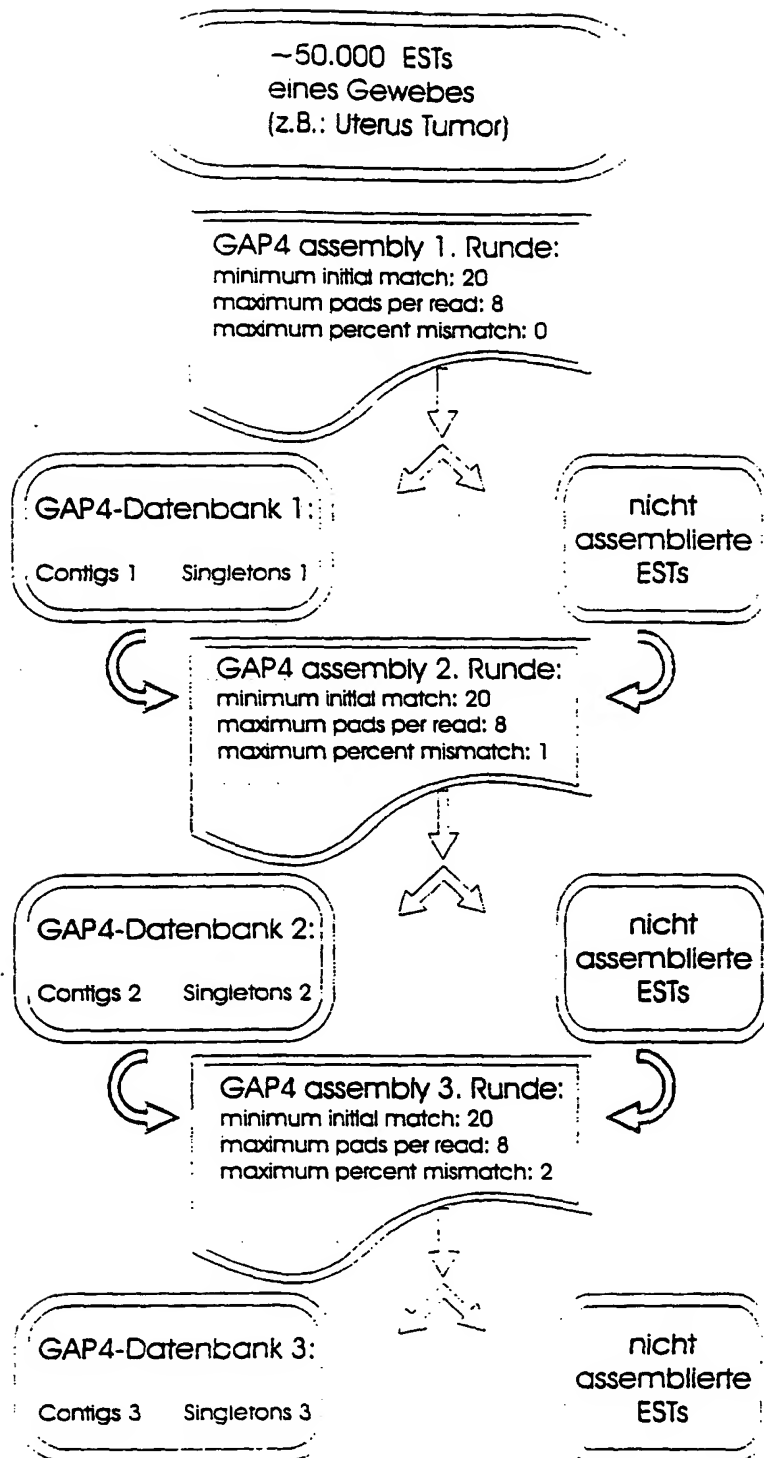 ~50.000 ESTs
eines Gewebes
(z.B.: Uterus Tumor)
GAP4 assembly 1. Runde:
minimum initial match: 20
maximum pads per read: 8
maximum percent mismatch: 0
GAP4-Datenbank 1:
Contigs 1 Singletons 1
nicht
assemblierte
ESTs
GAP4 assembly 2. Runde:
minimum initial match: 20
maximum pads per read: 8
maximum percent mismatch: 1
GAP4-Datenbank 2:
Contigs 2 Singletons 2
nicht
assemblierte
ESTs
GAP4 assembly 3. Runde:
minimum initial match: 20
maximum pads per read: 8
maximum percent mismatch: 2
GAP4-Datenbank 3:
Contigs 3 Singletons 3
nicht
assemblierte
ESTs